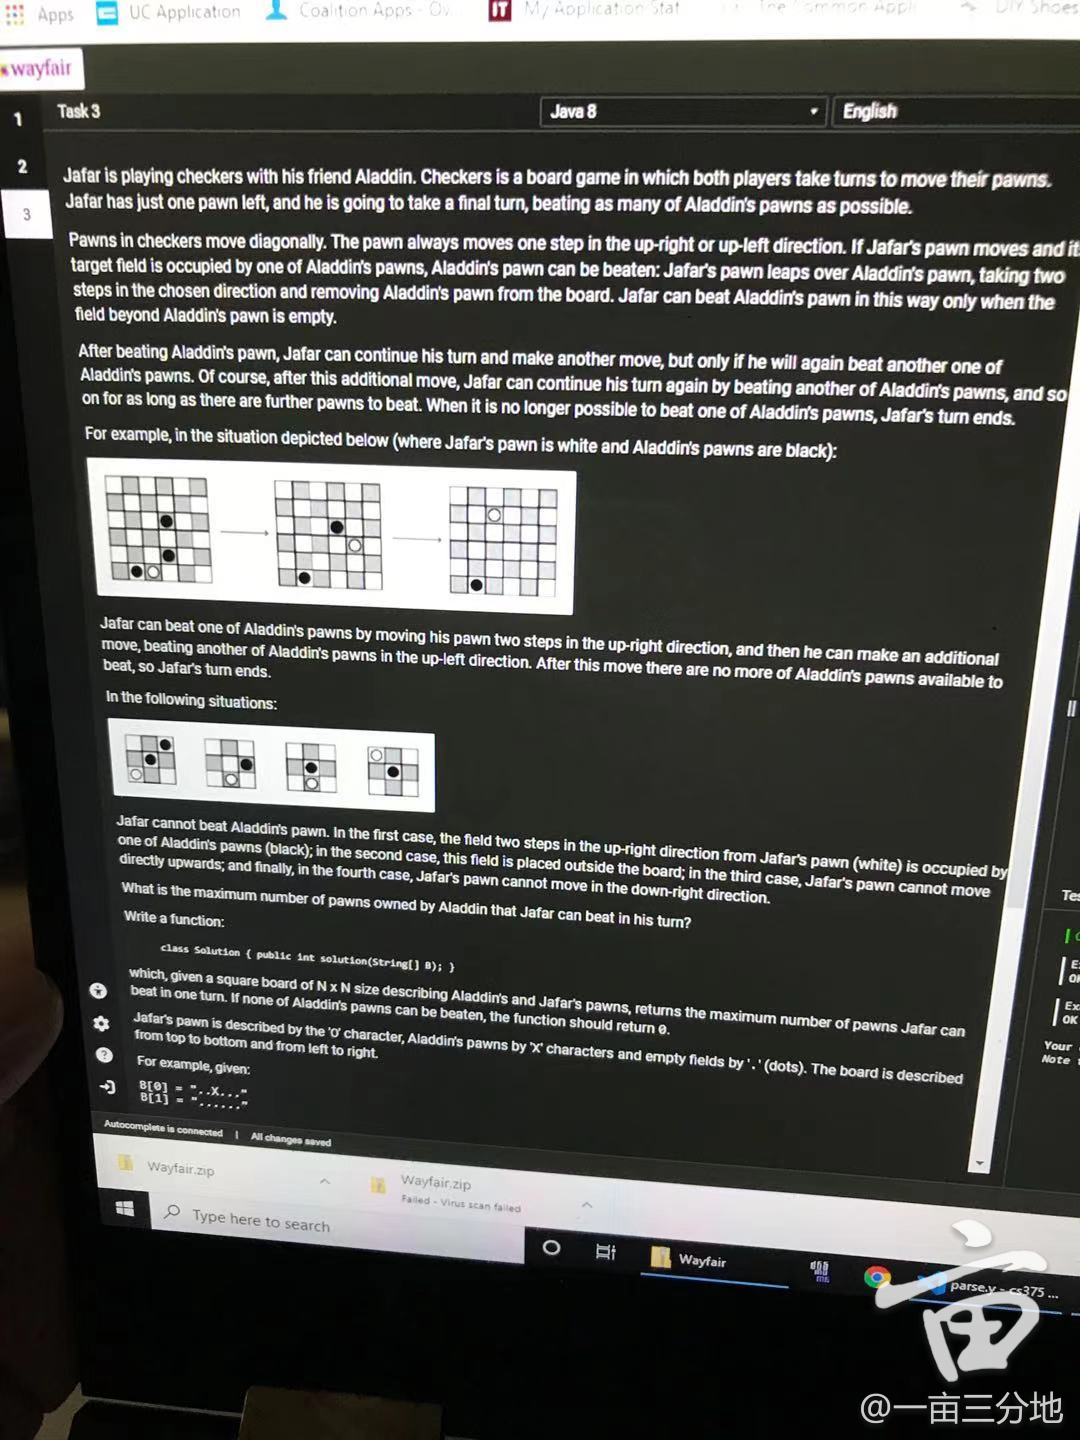 Apps UC Application Coalition Apps - Ov... IT My Application Stat The Common Appli DIY Shoes
wayfair
1 Task 3 Java 8 English
2
3
Jafar is playing checkers with his friend Aladdin. Checkers is a board game in which both players take turns to move their pawns.
Jafar has just one pawn left, and he is going to take a final turn, beating as many of Aladdin's pawns as possible.
Pawns in checkers move diagonally. The pawn always moves one step in the up-right or up-left direction. If Jafar's pawn moves and it
target field is occupied by one of Aladdin's pawns, Aladdin's pawn can be beaten: Jafar's pawn leaps over Aladdin's pawn, taking two
steps in the chosen direction and removing Aladdin's pawn from the board. Jafar can beat Aladdin's pawn in this way only when the
field beyond Aladdin's pawn is empty.
After beating Aladdin's pawn, Jafar can continue his turn and make another move, but only if he will again beat another one of
Aladdin's pawns. Of course, after this additional move, Jafar can continue his turn again by beating another of Aladdin's pawns, and so
on for as long as there are further pawns to beat. When it is no longer possible to beat one of Aladdin's pawns, Jafar's turn ends.
For example, in the situation depicted below (where Jafar's pawn is white and Aladdin's pawns are black):
Jafar can beat one of Aladdin's pawns by moving his pawn two steps in the up-right direction, and then he can make an additional
move, beating another of Aladdin's pawns in the up-left direction. After this move there are no more of Aladdin's pawns available to
beat, so Jafar's turn ends.
In the following situations:
Jafar cannot beat Aladdin's pawn. In the first case, the field two steps in the up-right direction from Jafar's pawn (white) is occupied by
one of Aladdin's pawns (black); in the second case, this field is placed outside the board; in the third case, Jafar's pawn cannot move
directly upwards; and finally, in the fourth case, Jafar's pawn cannot move in the down-right direction.
What is the maximum number of pawns owned by Aladdin that Jafar can beat in his turn?
Write a function:
class Solution { public int solution(String[] B); }
which, given a square board of N x N size describing Aladdin's and Jafar's pawns, returns the maximum number of pawns Jafar can
beat in one turn. If none of Aladdin's pawns can be beaten, the function should return 0.
Jafar's pawn is described by the 'O' character, Aladdin's pawns by 'X' characters and empty fields by '.' (dots). The board is described
from top to bottom and from left to right.
For example, given:
B[0] = "..X..."
B[1] = "......"
Tes
Ex
OK
Your
Note
Autocomplete is connected | All changes saved
Wayfair.zip Wayfair.zip
Failed - Virus scan failed
Type here to search Wayfair parse.y - cs375 ...
亩
@一亩三分地